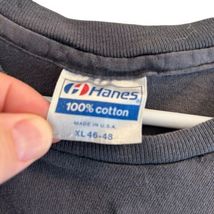 Hanes
100% cotton
MADE IN U.S.A.
XL 46-48